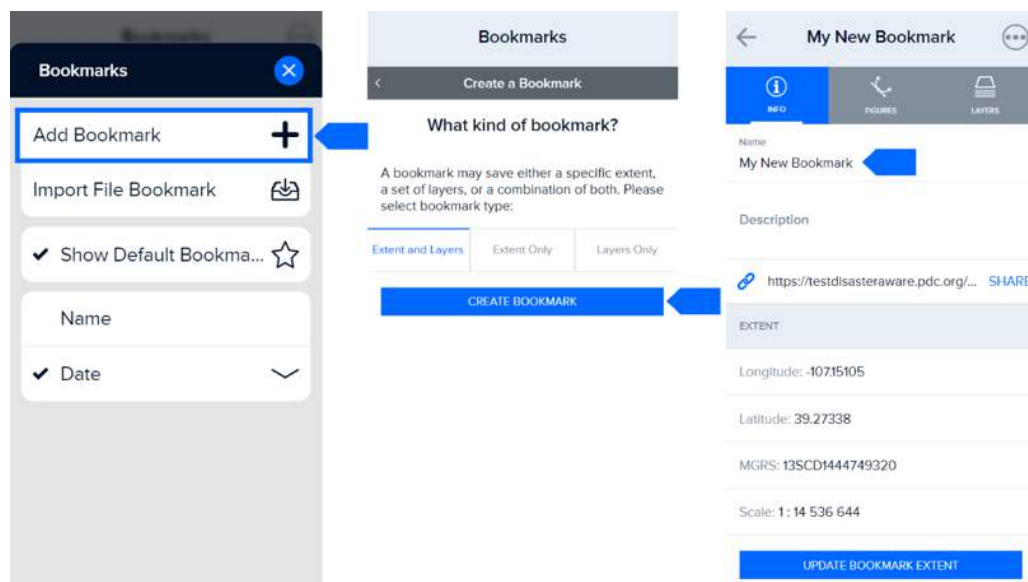 Bookmarks
Bookmarks
Add Bookmark
Import File Bookmark
Show Default Bookma...
Name
Date
Bookmarks
Create a Bookmark
What kind of bookmark?
A bookmark may save either a specific extent,
a set of layers, or a combination of both. Please
select bookmark type:
Extent and Layers Extent Only Layers Only
CREATE BOOKMARK
My New Bookmark
INFO FIGURES LAYERS
Name
My New Bookmark
Description
https://testdisasteraware.pdc.org/... SHARE
EXTENT
Longitude: -107.15105
Latitude: 39.27338
MGRS: 13SCD1444749320
Scale: 1 : 14 536 644
UPDATE BOOKMARK EXTENT